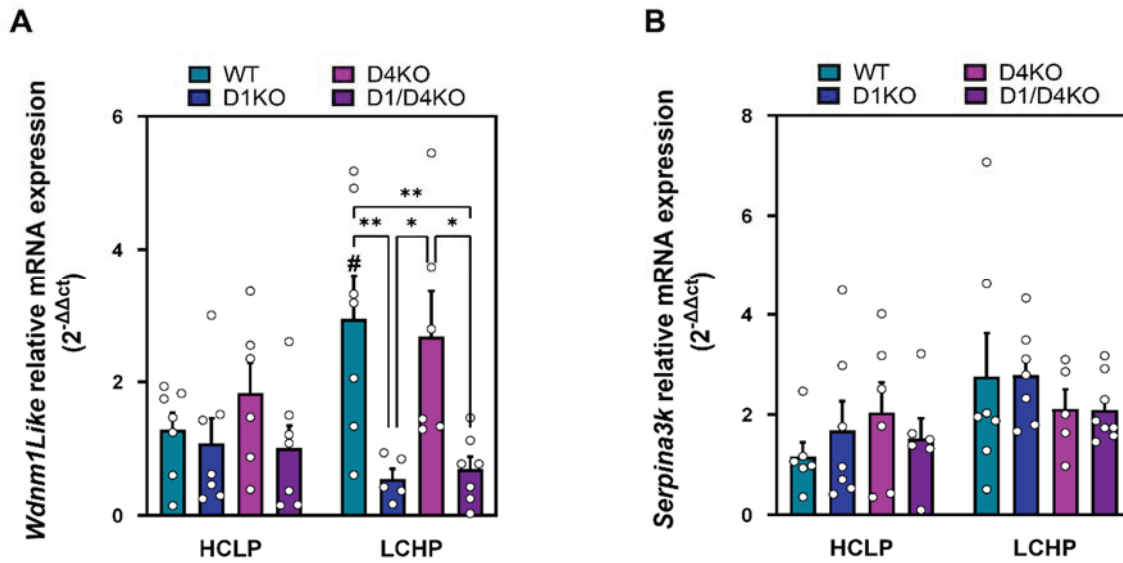 A
WT
D4KO
D1KO
D1/D4KO
Wdnm1Like relative mRNA expression
(2^-ΔΔct)
6
4
2
0
**
** * *
#
HCLP
LCHP
B
WT
D4KO
D1KO
D1/D4KO
Serpina3k relative mRNA expression
(2^-ΔΔct)
8
6
4
2
0
HCLP
LCHP